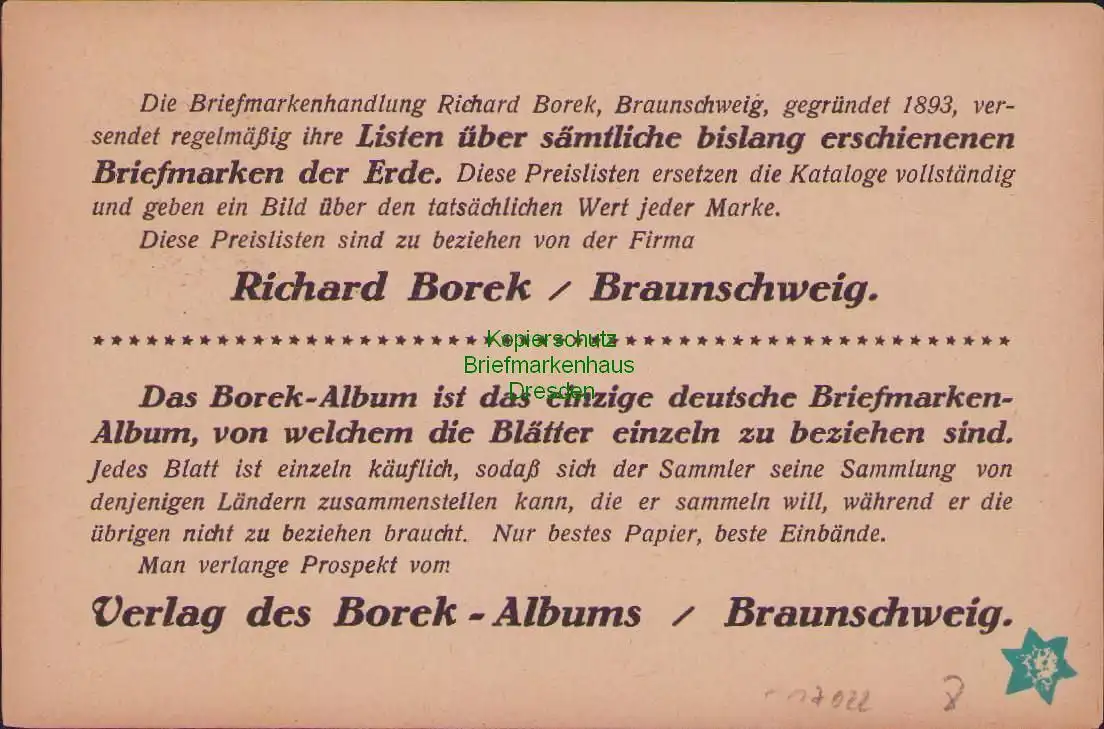 Die Briefmarkenhandlung Richard Borek, Braunschweig, gegründet 1893, ver-
sendet regelmäßig ihre Listen über sämtliche bislang erschienenen
Briefmarken der Erde. Diese Preislisten ersetzen die Kataloge vollständig
und geben ein Bild über den tatsächlichen Wert jeder Marke.
Diese Preislisten sind zu beziehen von der Firma
Richard Borek / Braunschweig.
Kopierschutz
Briefmarkenhaus
Dresden
Das Borek-Album ist das einzige deutsche Briefmarken-
Album, von welchem die Blätter einzeln zu beziehen sind.
Jedes Blatt ist einzeln käuflich, sodaß sich der Sammler seine Sammlung von
denjenigen Ländern zusammenstellen kann, die er sammeln will, während er die
übrigen nicht zu beziehen braucht. Nur bestes Papier, beste Einbände.
Man verlange Prospekt vom
Verlag des Borek-Albums / Braunschweig.
17022